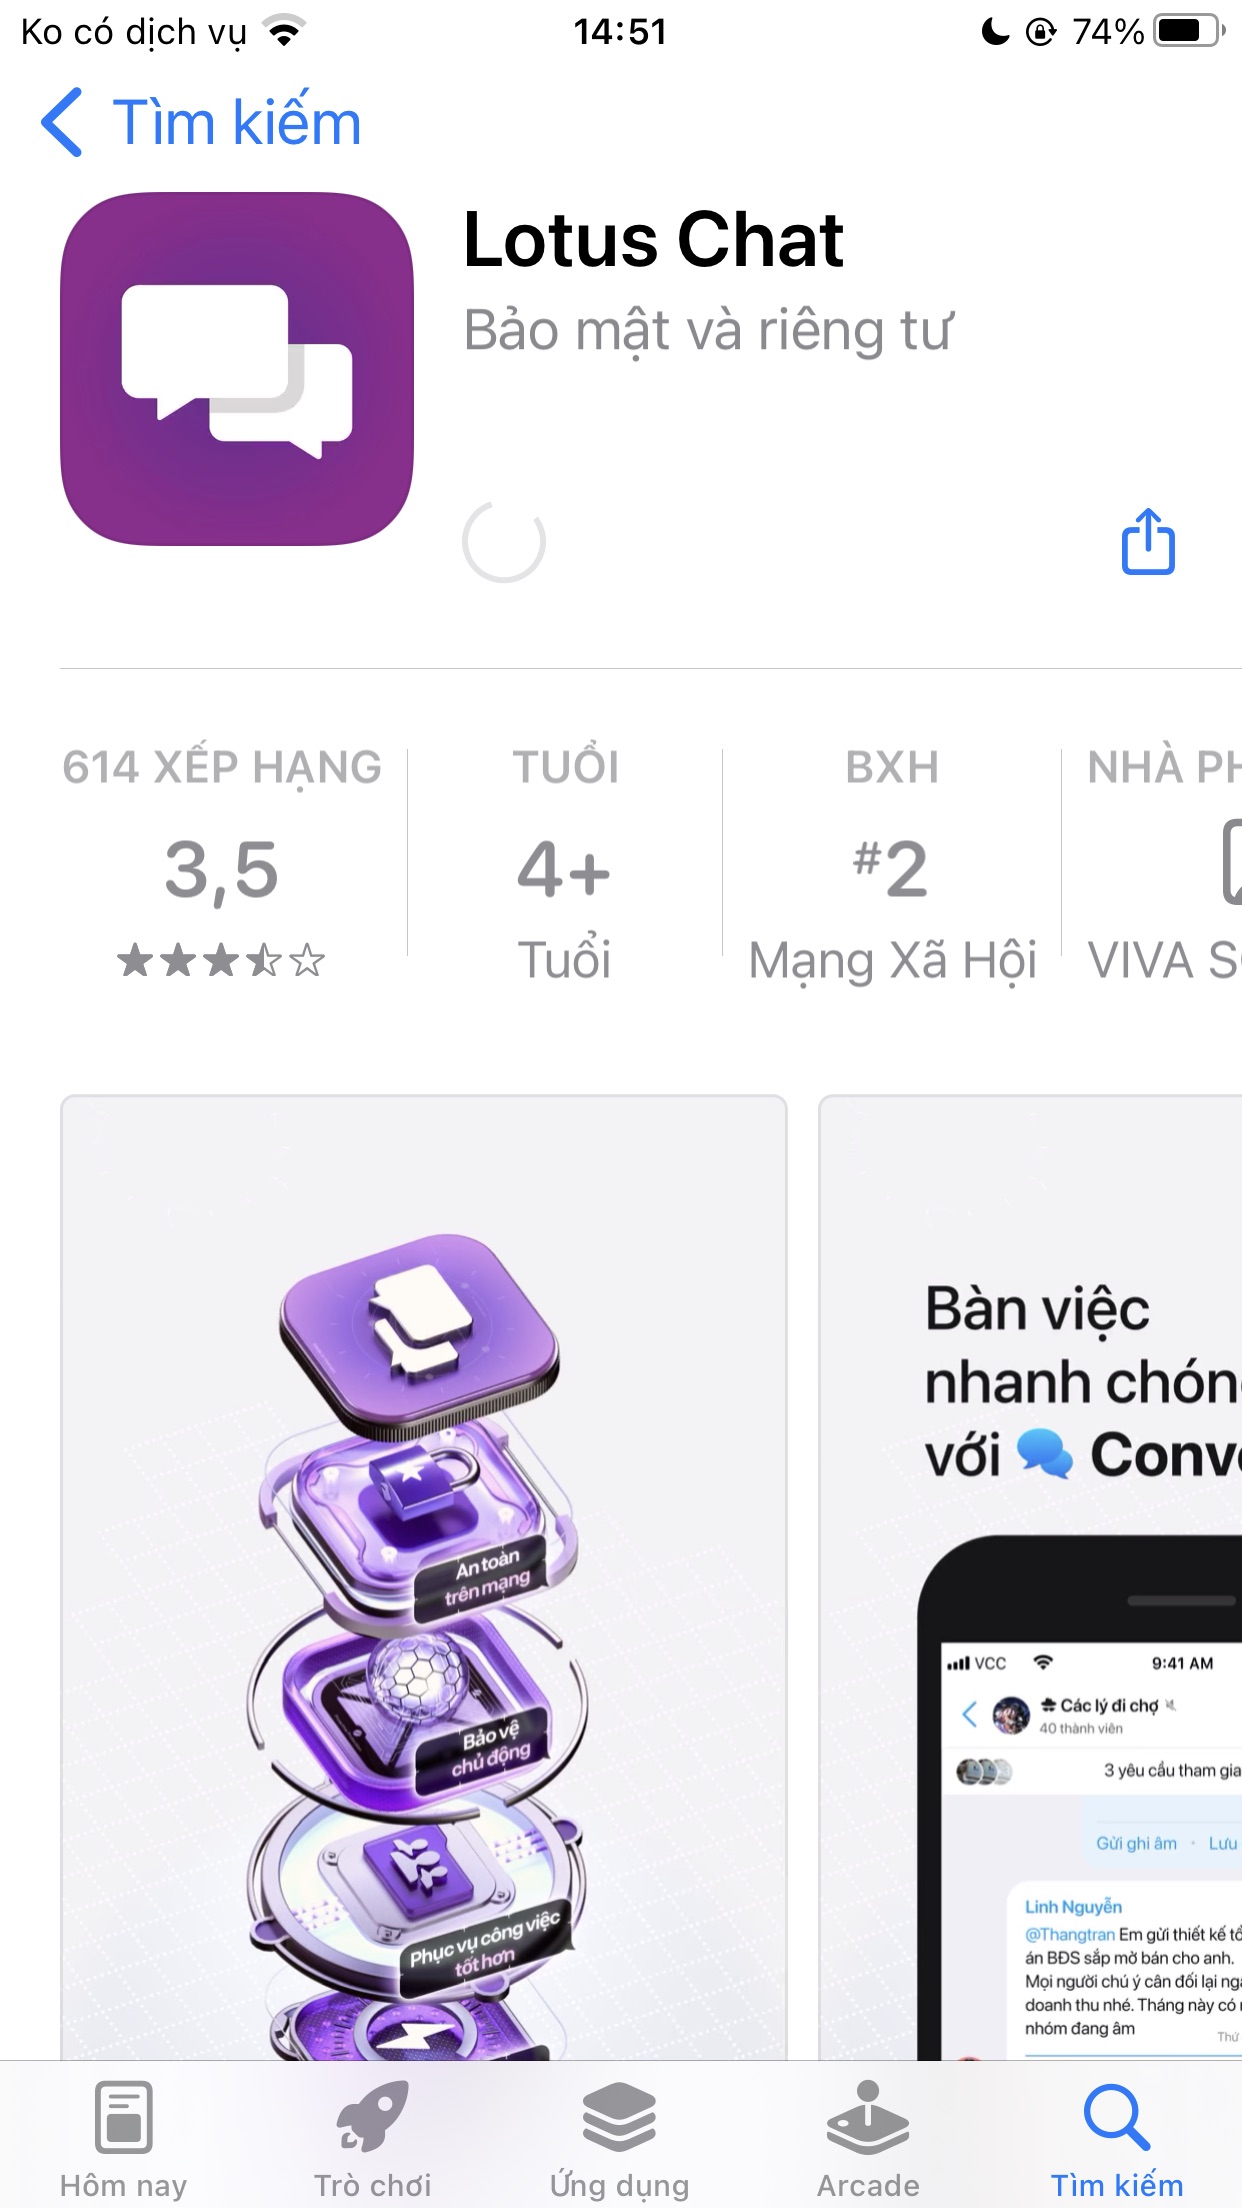 Ko có dịch vụ
14:51
74%
Tìm kiếm
Lotus Chat
Bảo mật và riêng tư
614 XẾP HẠNG
3,5
TUỔI
4+
Tuổi
BXH
#2
Mạng Xã Hội
NHÀ PH
VIVA S
An toàn
trên mạng
Bảo vệ
chủ động
Phục vụ công việc
tốt hơn
Bàn việc
nhanh chón
với Conv
VCC
9:41 AM
Các lý đi chợ
40 thành viên
3 yêu cầu tham gia
Gửi ghi âm · Lưu
Linh Nguyễn
@Thangtran Em gửi thiết kế tổ
án BĐS sắp mở bán cho anh.
Mọi người chú ý cân đối lại ng
doanh thu nhé. Tháng này có
nhóm đang âm
Thứ
Hôm nay
Trò chơi
Ứng dụng
Arcade
Tìm kiếm